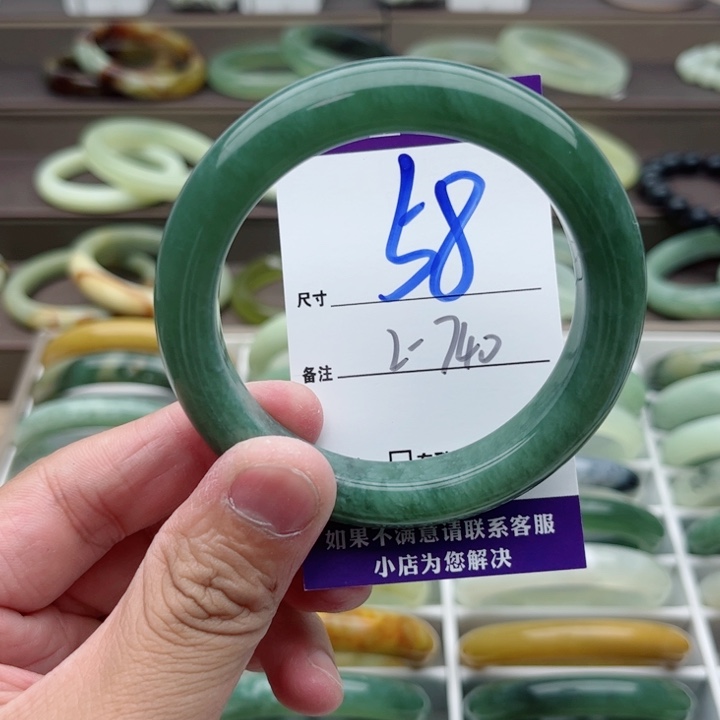 尺寸 58
备注 2-740
如果不满意请联系客服
小店为您解决